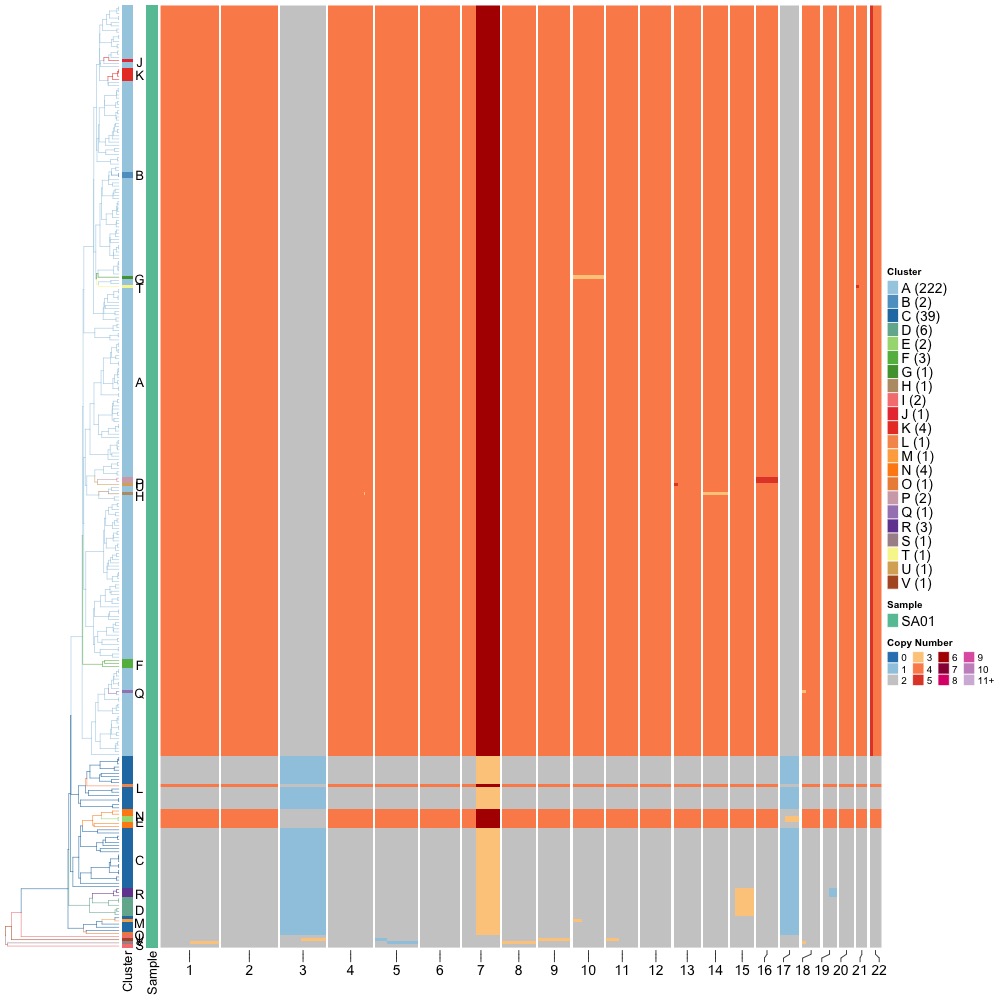 J
K
B
G
T
A
H
F
Q
L
N
E
C
R
D
M
Cluster
Sample
1
2
3
4
5
6
7
8
9
10
11
12
13
14
15
16
17
18
19
20
21
22
Cluster
A (222)
B (2)
C (39)
D (6)
E (2)
F (3)
G (1)
H (1)
I (2)
J (1)
K (4)
L (1)
M (1)
N (4)
O (1)
P (2)
Q (1)
R (3)
S (1)
T (1)
U (1)
V (1)
Sample
SA01
Copy Number
0 3 6 9
1 4 7 10
2 5 8 11+